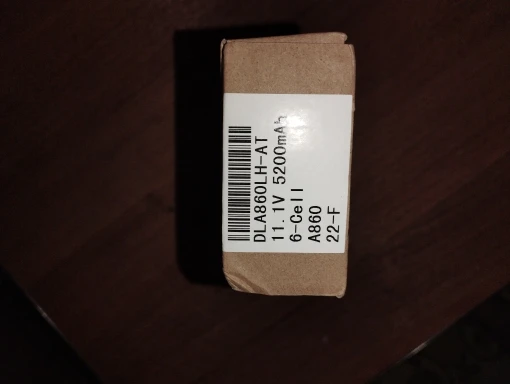 DLA860LH-AT
11.1V 5200mAh
6-Cell
A860
22-F